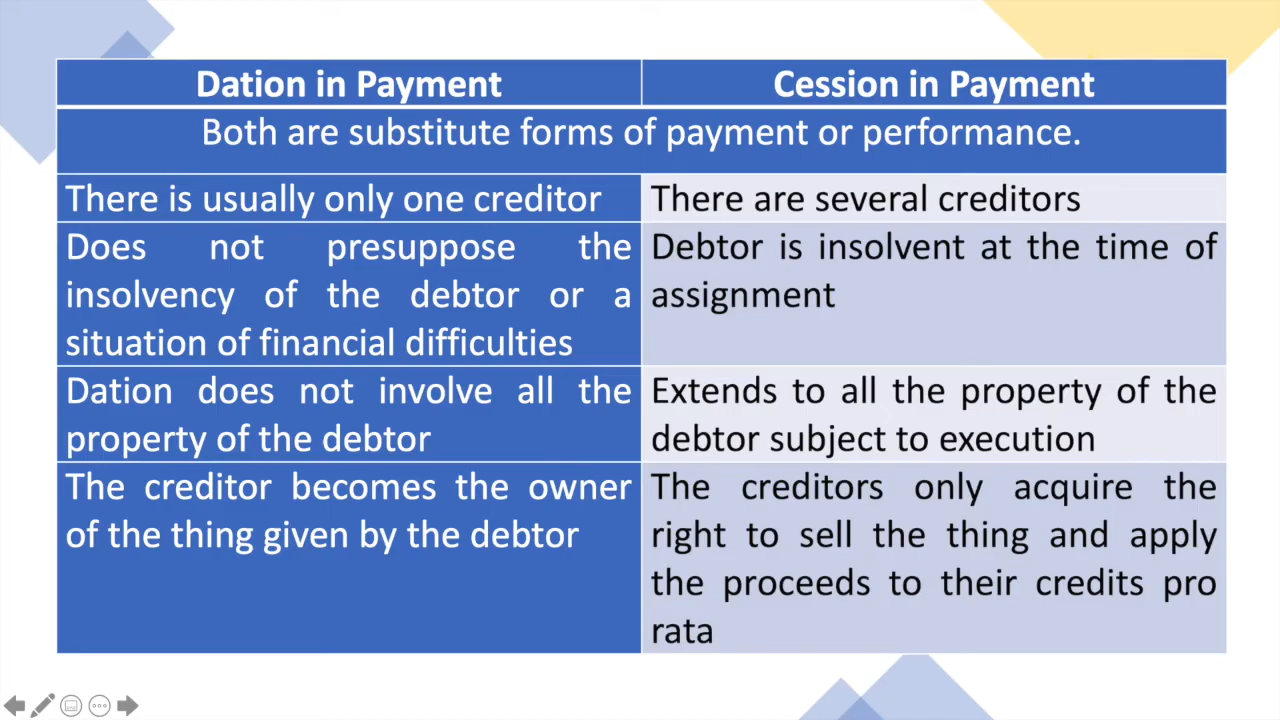 Dation in Payment
Cession in Payment
Both are substitute forms of payment or performance.
There is usually only one creditor
There are several creditors
Does not presuppose the
insolvency of the debtor or a
situation of financial difficulties
Debtor is insolvent at the time of
assignment
Dation does not involve all the
property of the debtor
Extends to all the property of the
debtor subject to execution
The creditor becomes the owner
of the thing given by the debtor
The creditors only acquire the
right to sell the thing and apply
the proceeds to their credits pro
rata